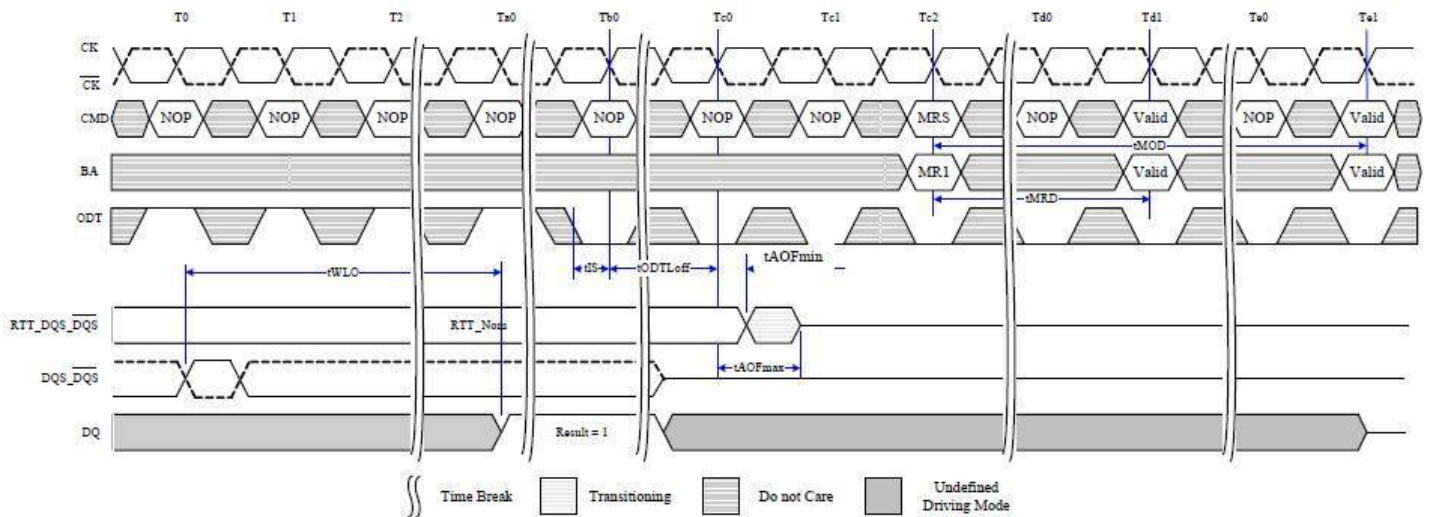 T0 T1 T2 Ta0 Tb0 Tc0 Tc1 Tc2 Td0 Td1 Te0 Te1
CK
CK
CMD NOP NOP NOP NOP NOP NOP NOP MRS NOP Valid NOP Valid
tMOD
BA MR1 Valid Valid
tMRD
ODT
tWLO tIS tODTLoff tAOFmin
RTT_DQS_DQS RTT_Nom
tAOFmax
DQS_DQS
DQ Result = 1
Time Break Transitioning Do not Care Undefined
Driving Mode